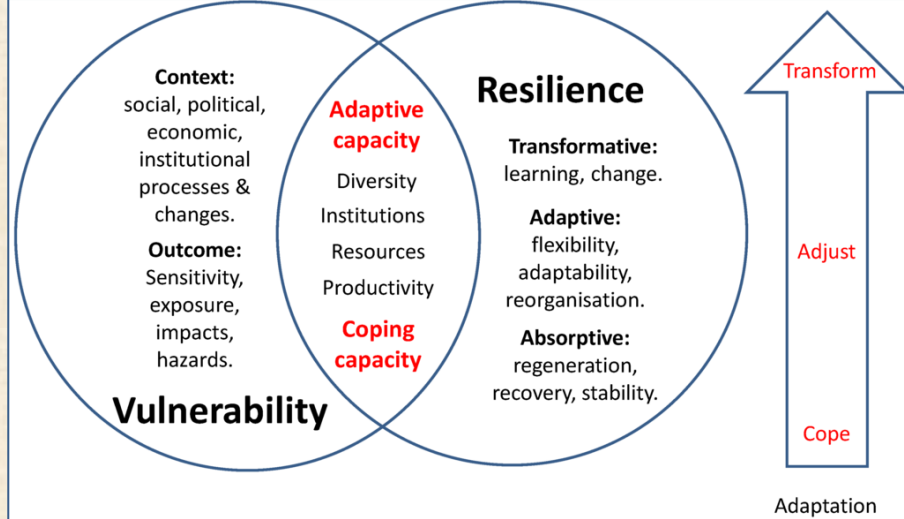 Context:
social, political,
economic,
institutional
processes &
changes.
Outcome:
Sensitivity,
exposure,
impacts,
hazards.
Vulnerability
Adaptive
capacity
Diversity
Institutions
Resources
Productivity
Coping
capacity
Resilience
Transformative:
learning, change.
Adaptive:
flexibility,
adaptability,
reorganisation.
Absorptive:
regeneration,
recovery, stability.
Transform
Adjust
Cope
Adaptation